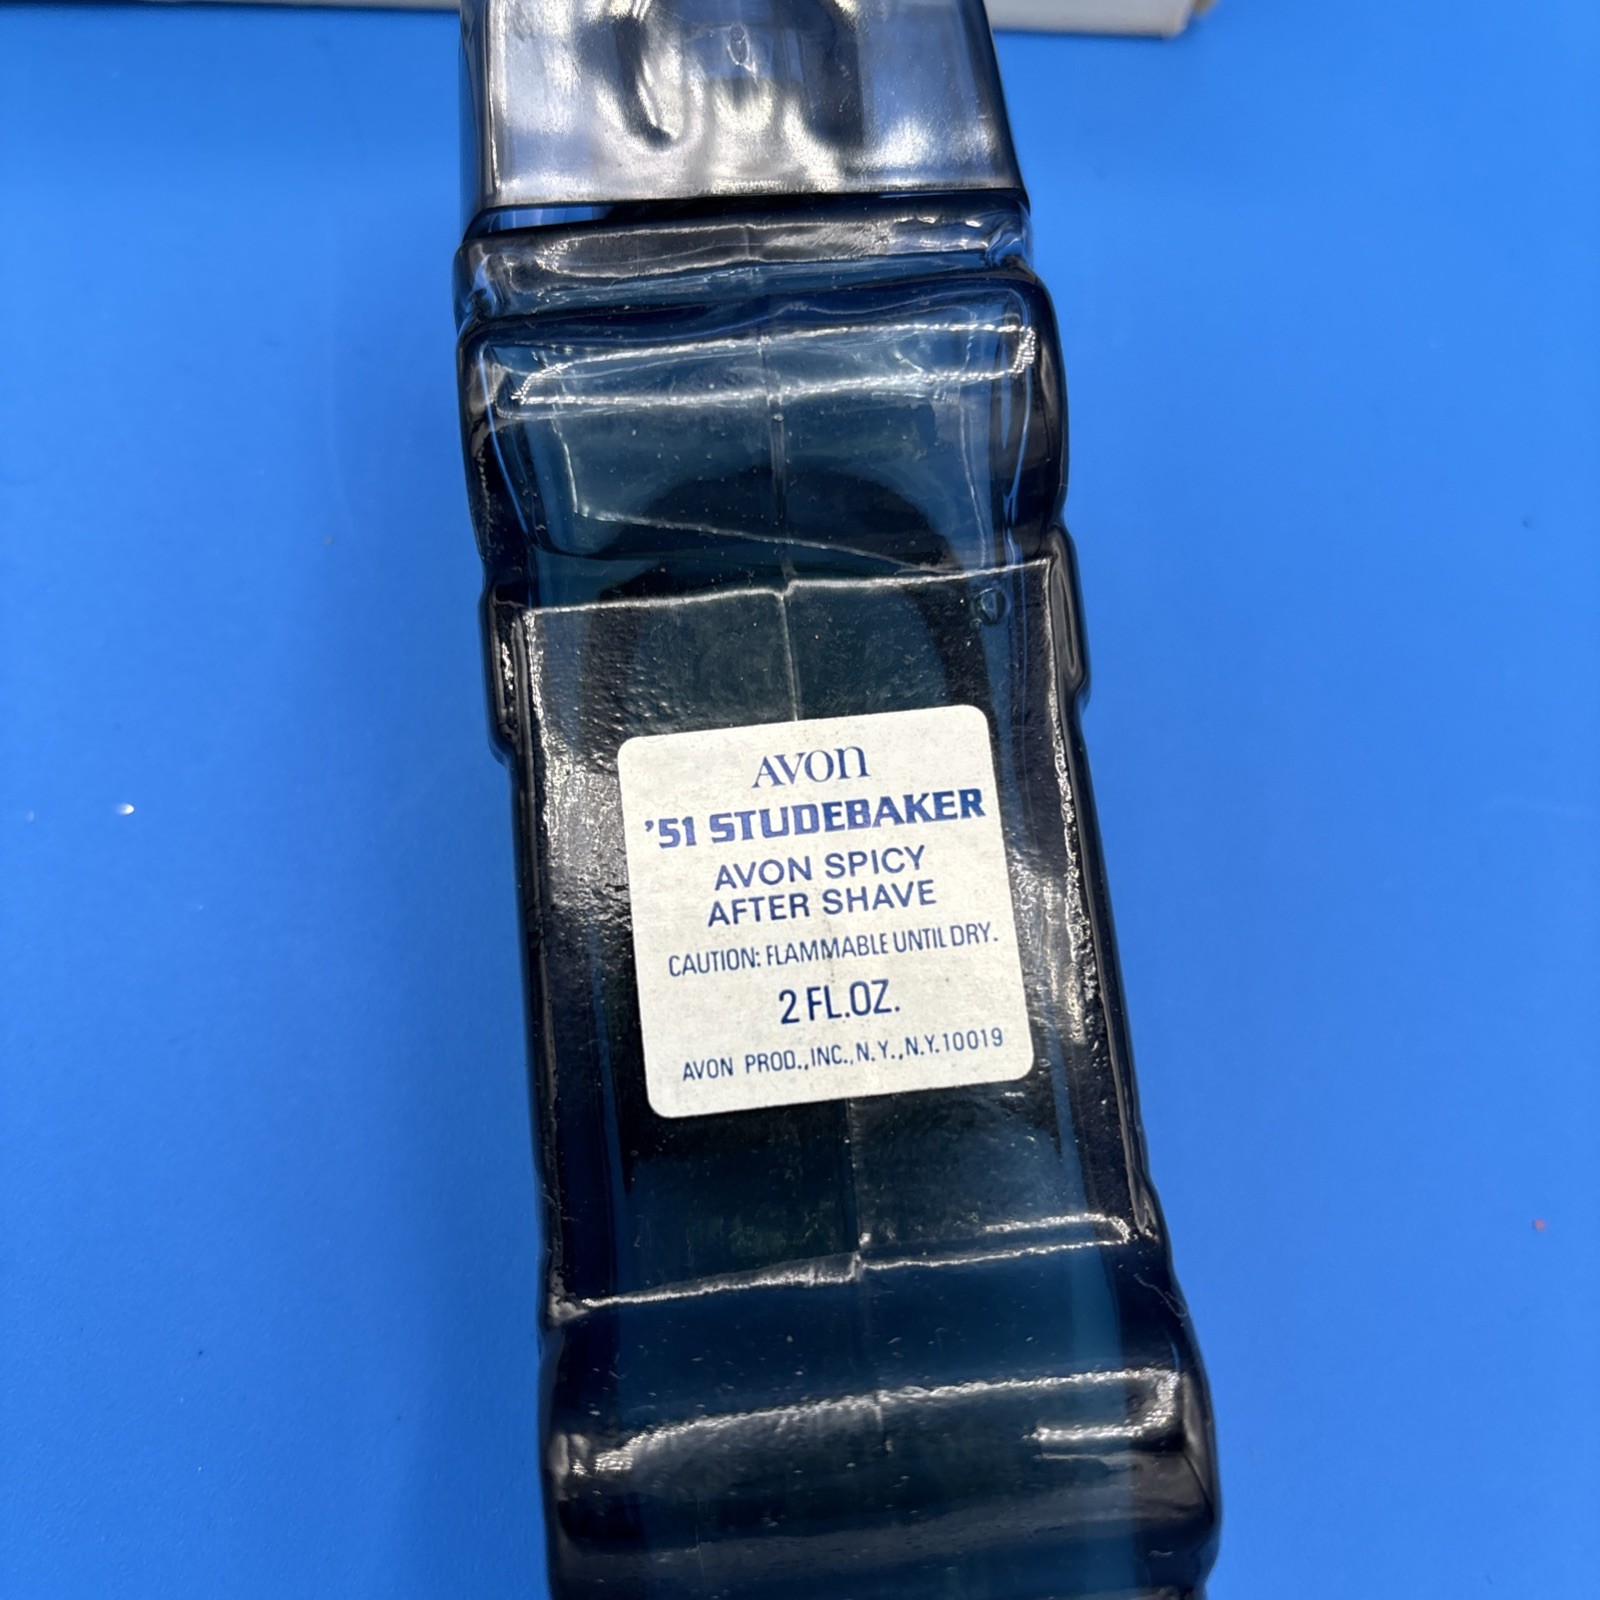 AVON
'51 STUDEBAKER
AVON SPICY
AFTER SHAVE
CAUTION: FLAMMABLE UNTIL DRY.
2 FL.OZ.
AVON PROD.,INC.,N.Y.,N.Y.10019